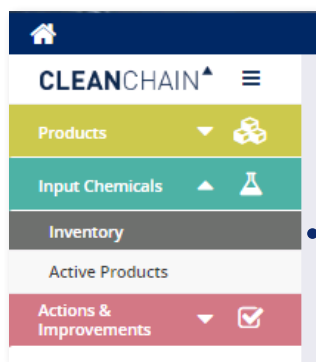 CLEANCHAIN
Products
Input Chemicals
Inventory
Active Products
Actions &
Improvements